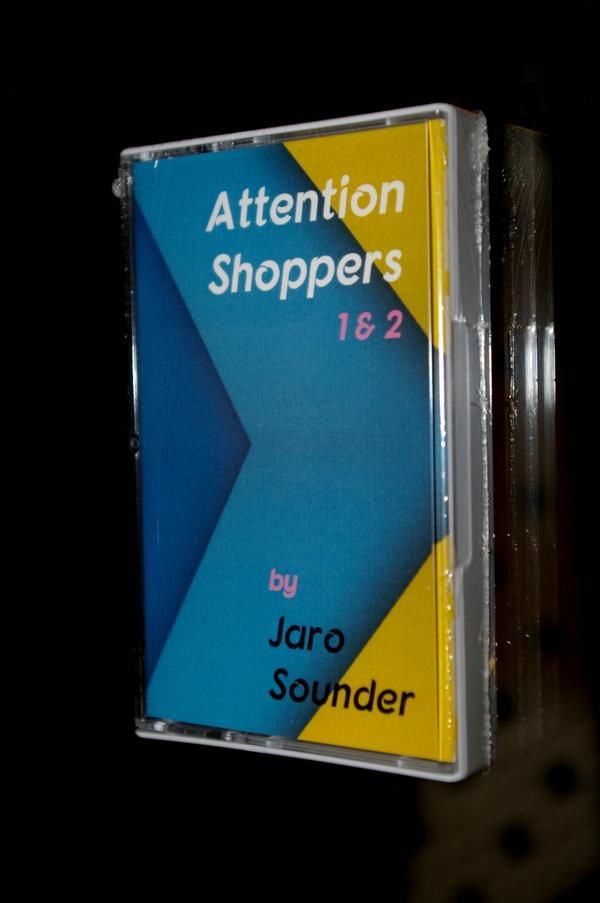 Attention
Shoppers
1 & 2
by
Jaro
Sounder